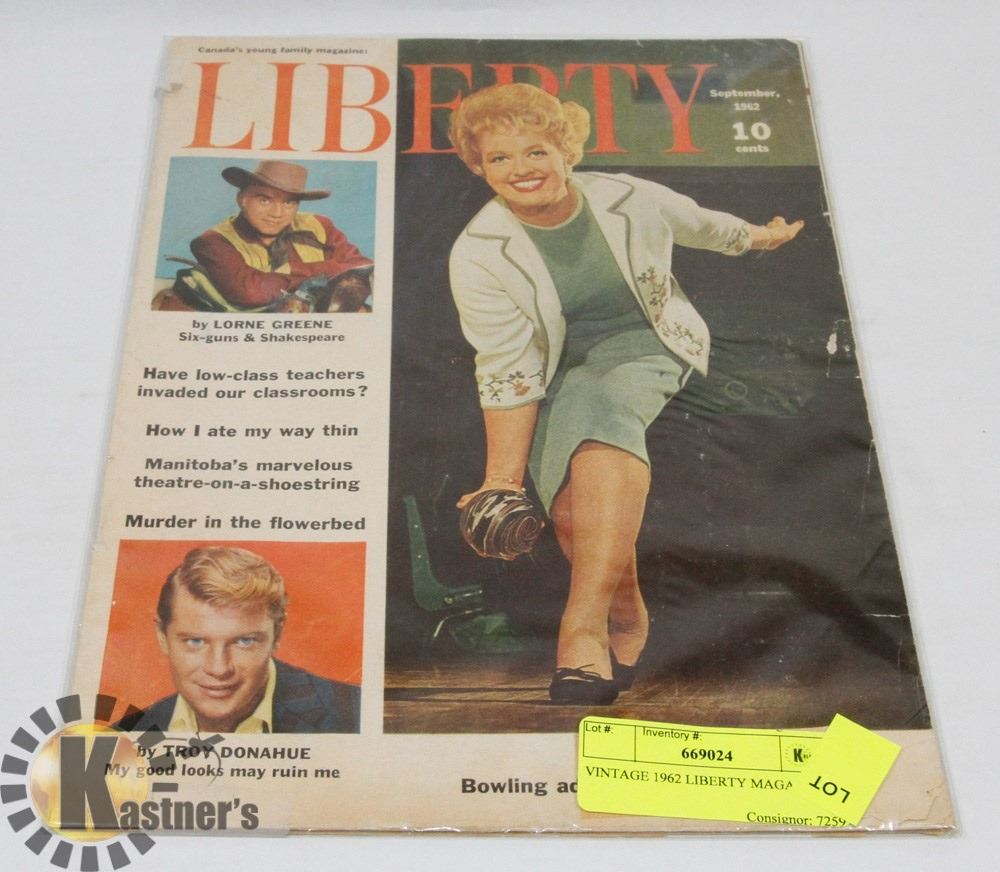 Canada's young family magazine:
LIBERTY
September,
1962
10
cents
by LORNE GREENE
Six-guns & Shakespeare
Have low-class teachers
invaded our classrooms?
How I ate my way thin
Manitoba's marvelous
theatre-on-a-shoestring
Murder in the flowerbed
by TROY DONAHUE
My good looks may ruin me
Bowling
Lot #:
Inventory #:
669024
VINTAGE 1962 LIBERTY MAGA
LOT
Consignor: 7259
Kastner's